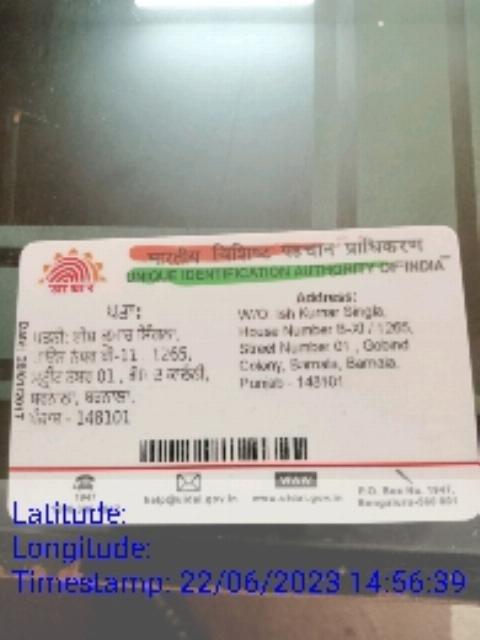 भारतीय विशिष्ट पहचान प्राधिकरण
UNIQUE IDENTIFICATION AUTHORITY OF INDIA
ਪਤਾ:
ਪਤਨੀ: ਈਸ਼ ਕੁਮਾਰ ਸਿੰਗਲਾ,
ਹਾਊਸ ਨੰਬਰ ਬੀ-11 / 1265,
ਸਟ੍ਰੀਟ ਨੰਬਰ 01 , ਕਲੋਨੀ,
ਬਰਨਾਲਾ, ਬਰਨਾਲਾ,
ਪੰਜਾਬ - 148101
Address:
W/O. Ish Kumar Singla,
House Number B-XI / 1265,
Street Number 01 , Gobind
Colony, Barnala, Barnala,
Punjab - 148101
Date: 28/01/2017
1947
help@uidai.gov.in
www.uidai.gov.in
P.O. Box No. 1947,
Bengaluru-560 001
Latitude:
Longitude:
Timestamp: 22/06/2023 14:56:39